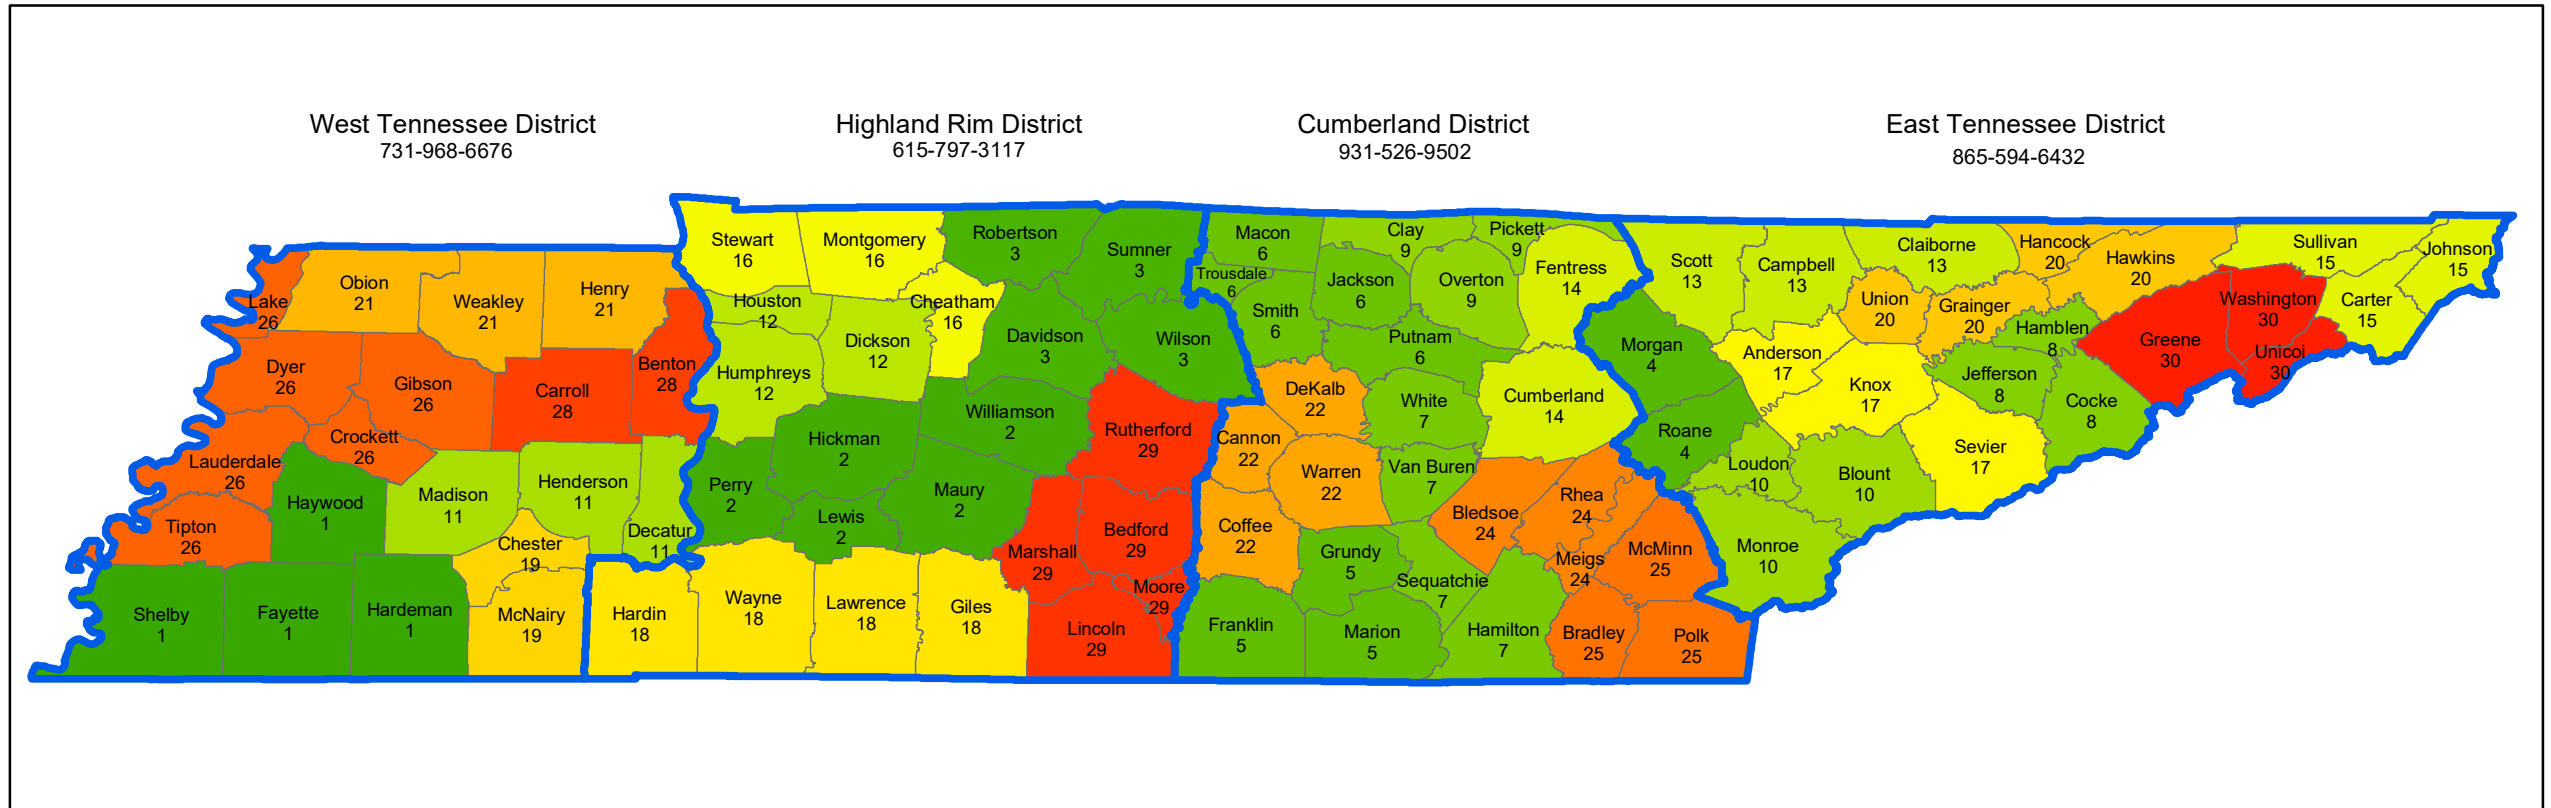 West Tennessee District
731-968-6676
Highland Rim District
615-797-3117
Cumberland District
931-526-9502
East Tennessee District
865-594-6432
Lake
26
Obion
21
Weakley
21
Henry
21
Dyer
26
Gibson
26
Carroll
28
Benton
28
Crockett
26
Lauderdale
26
Haywood
1
Madison
11
Henderson
11
Decatur
11
Tipton
26
Chester
19
Shelby
1
Fayette
1
Hardeman
1
McNairy
19
Stewart
16
Montgomery
16
Robertson
3
Sumner
3
Houston
12
Cheatham
16
Dickson
12
Davidson
3
Wilson
3
Humphreys
12
Hickman
2
Williamson
2
Rutherford
29
Perry
2
Lewis
2
Maury
2
Marshall
29
Bedford
29
Moore
29
Hardin
18
Wayne
18
Lawrence
18
Giles
18
Lincoln
29
Macon
6
Clay
9
Pickett
9
Trousdale
6
Smith
6
Jackson
6
Overton
9
Fentress
14
Putnam
6
DeKalb
22
White
7
Cumberland
14
Cannon
22
Warren
22
Van Buren
7
Bledsoe
24
Rhea
24
Coffee
22
Grundy
5
Sequatchie
7
Meigs
24
McMinn
25
Franklin
5
Marion
5
Hamilton
7
Bradley
25
Polk
25
Scott
13
Campbell
13
Claiborne
13
Hancock
20
Hawkins
20
Sullivan
15
Johnson
15
Carter
15
Washington
30
Unicoi
30
Greene
30
Union
20
Grainger
20
Hamblen
8
Morgan
4
Anderson
17
Knox
17
Jefferson
8
Cocke
8
Roane
4
Loudon
10
Blount
10
Sevier
17
Monroe
10